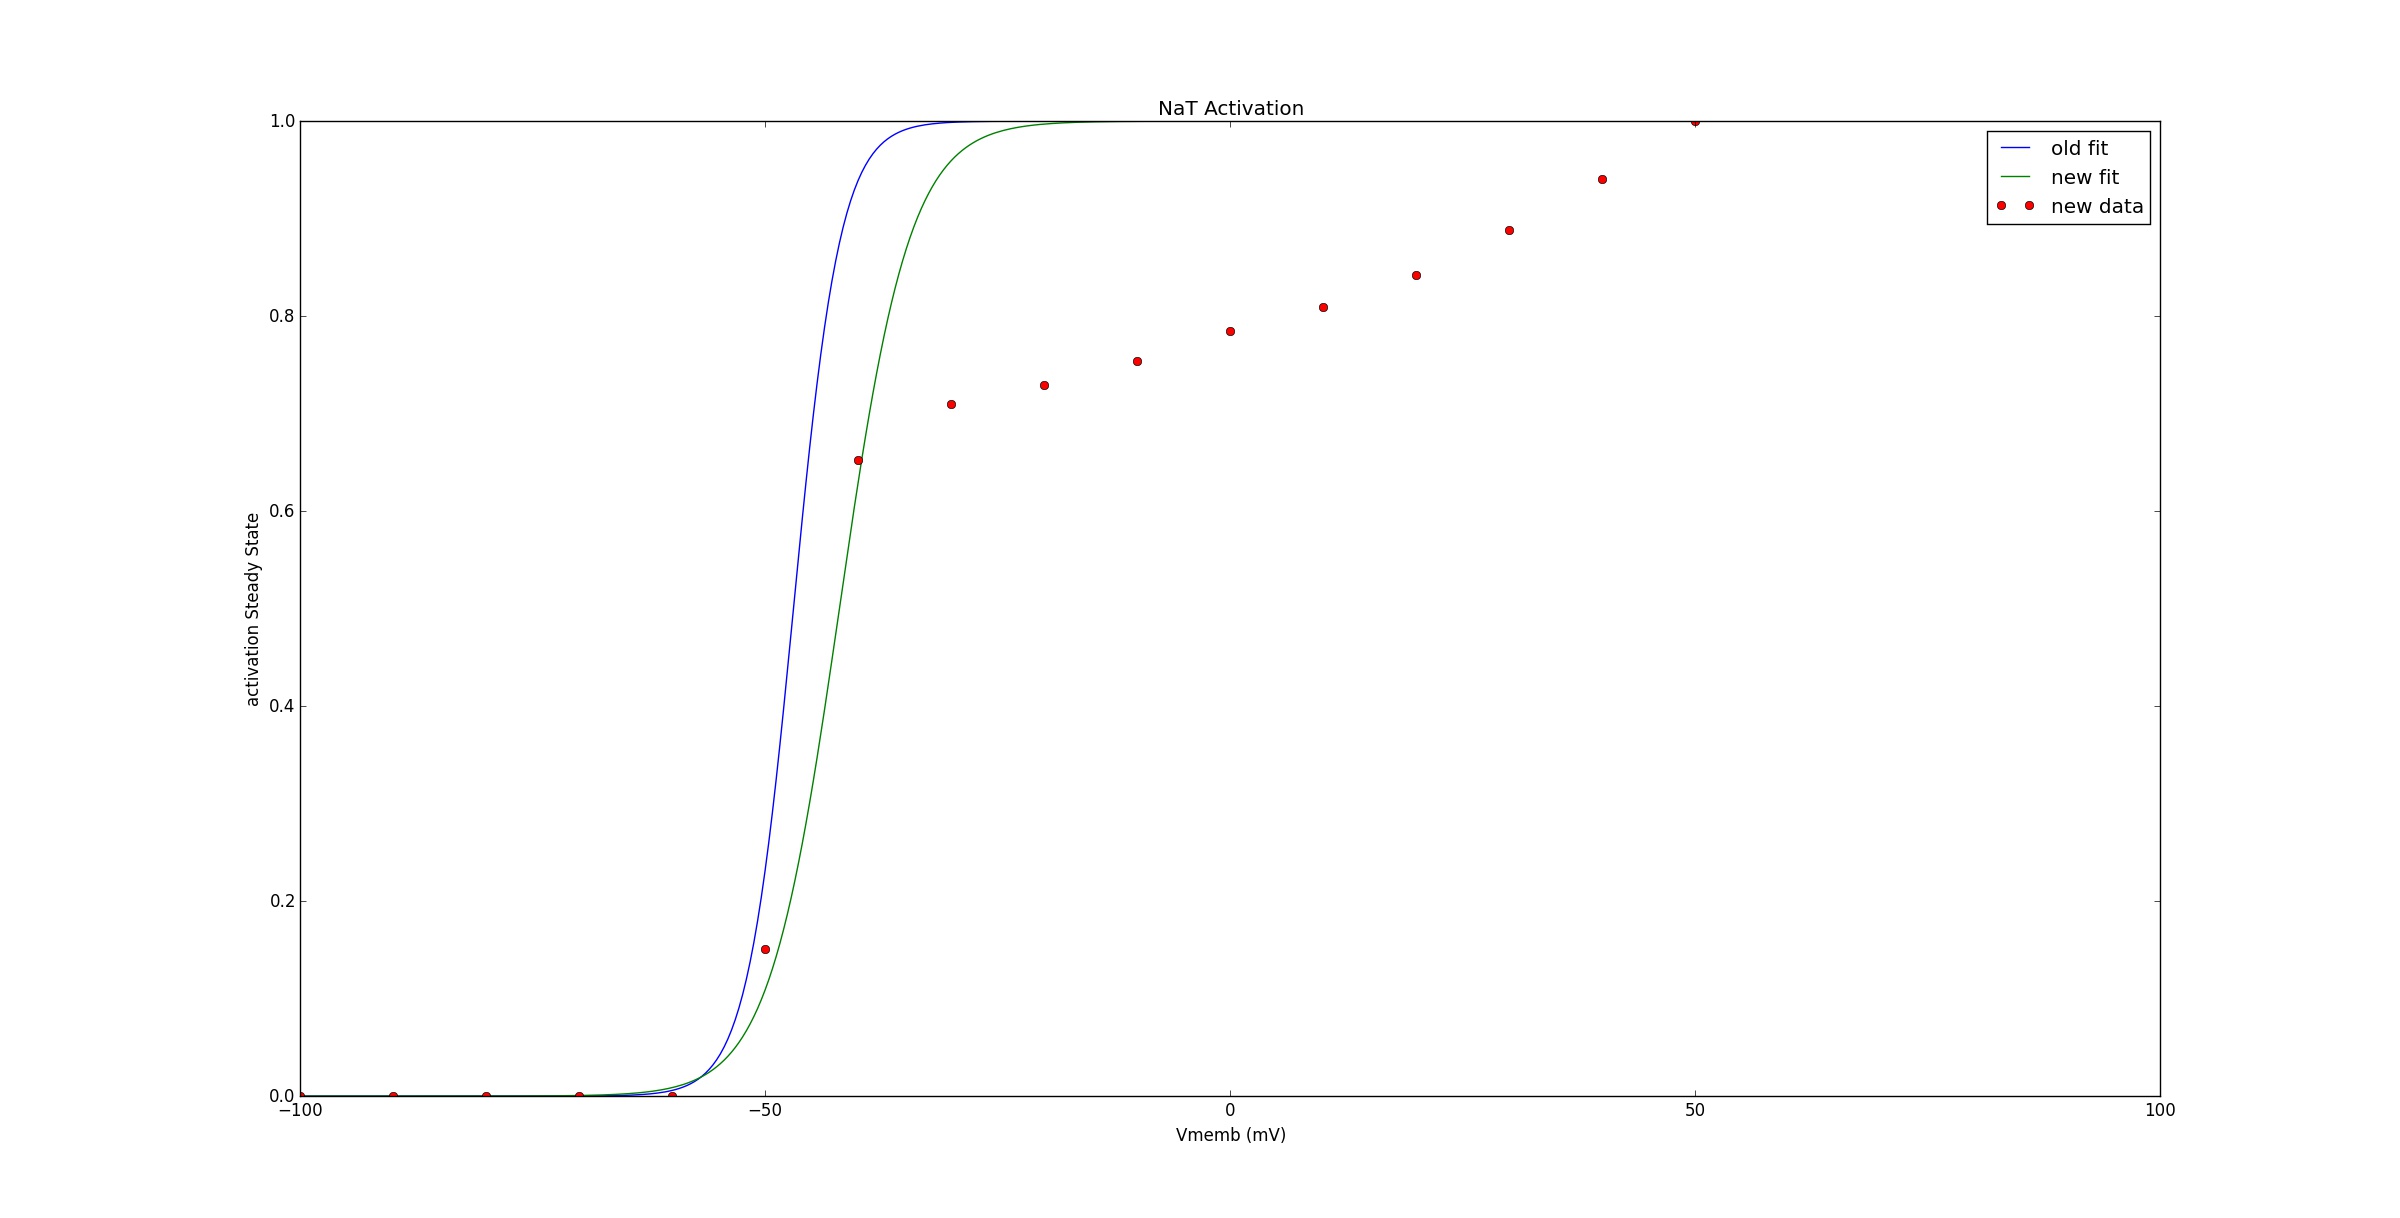 NaT Activation
1.0
0.8
0.6
0.4
0.2
0.0
activation Steady State
old fit
new fit
new data
−100
−50
0
50
100
Vmemb (mV)